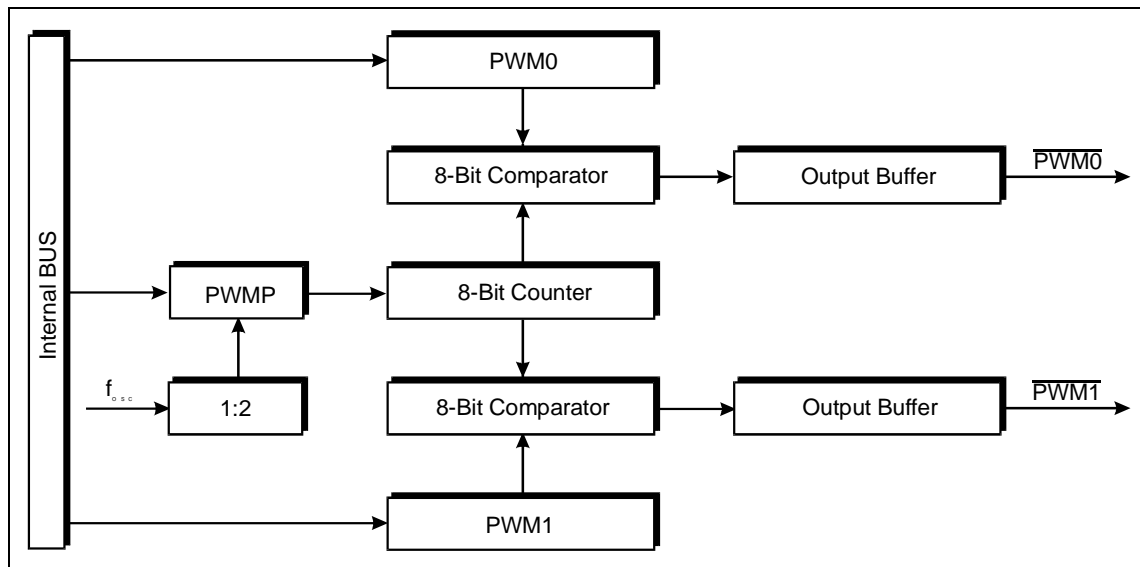 PWM0
8-Bit Comparator
Output Buffer
PWM0
Internal BUS
PWMP
8-Bit Counter
fosc
1:2
8-Bit Comparator
Output Buffer
PWM1
PWM1